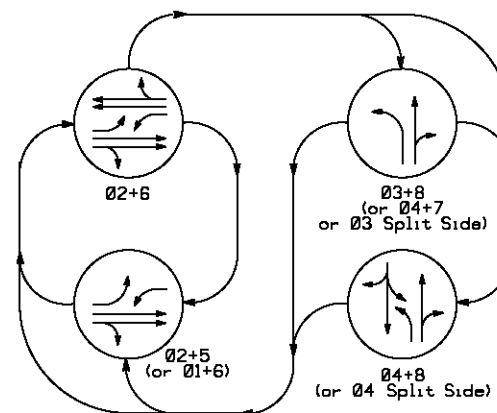 Ø2+6
Ø3+8
(or Ø4+7
or Ø3 Split Side)
Ø2+5
(or Ø1+6)
Ø4+8
(or Ø4 Split Side)